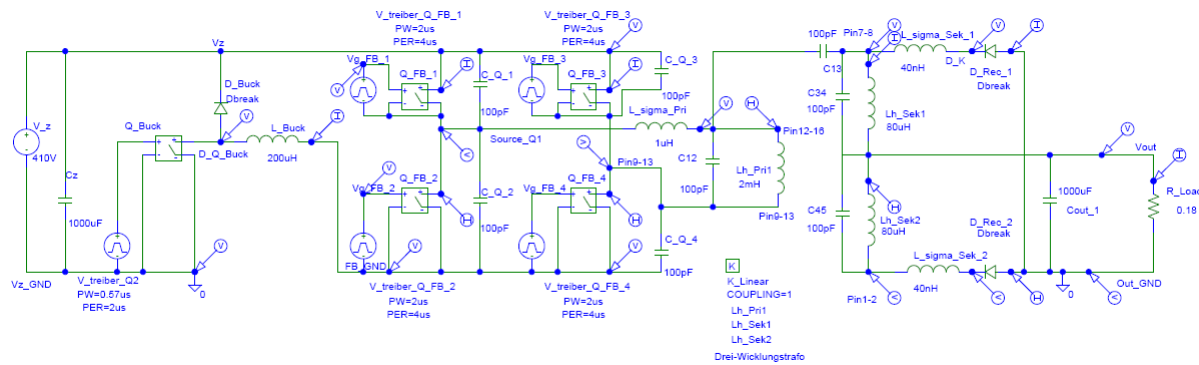 V_treiber_Q_FB_1
PW=2us
PER=4us
V_treiber_Q_FB_3
PW=2us
PER=4us
Vz
Vg_FB_1
Q_FB_1
C_Q_1
100pF
Vg_FB_3
Q_FB_3
C_Q_3
100pF
100pF
C13
Pin7-8
L_sigma_Sek_1
40nH
D_K
D_Rec_1
Dbreak
D_Buck
Dbreak
C34
100pF
Lh_Sek1
80uH
V_z
410V
Q_Buck
L_Buck
200uH
D_Q_Buck
Source_Q1
L_sigma_Pri
1uH
Pin12-16
Pin9-13
C12
100pF
Lh_Pri1
2mH
Pin9-13
Vout
R_Load
0.18
Cz
1000uF
Vg_FB_2
Q_FB_2
C_Q_2
100pF
Vg_FB_4
Q_FB_4
C_Q_4
100pF
C45
100pF
Lh_Sek2
80uH
1000uF
Cout_1
D_Rec_2
Dbreak
L_sigma_Sek_2
40nH
Pin1-2
Out_GND
0
Vz_GND
V_treiber_Q2
PW=0.57us
PER=2us
0
FB_GND
V_treiber_Q_FB_2
PW=2us
PER=4us
V_treiber_Q_FB_4
PW=2us
PER=4us
K
K_Linear
COUPLING=1
Lh_Pri1
Lh_Sek1
Lh_Sek2
Drei-Wicklungstrafo